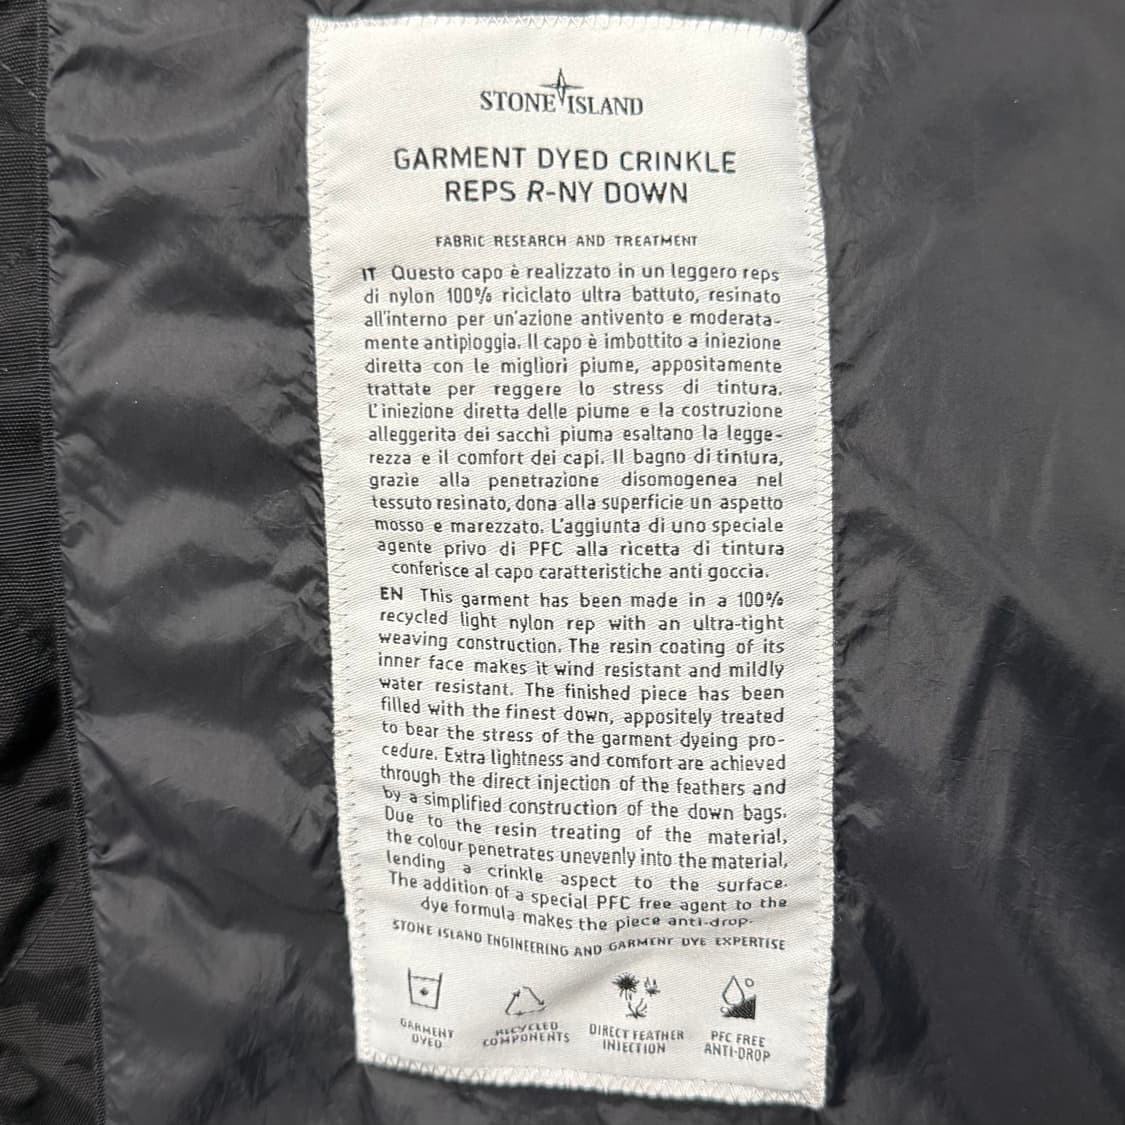 STONE ISLAND
GARMENT DYED CRINKLE
REPS R-NY DOWN
FABRIC RESEARCH AND TREATMENT
IT Questo capo è realizzato in un leggero reps
di nylon 100% riciclato ultra battuto, resinato
all'interno per un'azione antivento e moderata-
mente antipioggia. Il capo è imbottito a iniezione
diretta con le migliori piume, appositamente
trattate per reggere lo stress di tintura.
L'iniezione diretta delle piume e la costruzione
alleggerita dei sacchi piuma esaltano la legge-
rezza e il comfort dei capi. Il bagno di tintura,
grazie alla penetrazione disomogenea nel
tessuto resinato, dona alla superficie un aspetto
mosso e marezzato. L'aggiunta di uno speciale
agente privo di PFC alla ricetta di tintura
conferisce al capo caratteristiche anti goccia.
EN This garment has been made in a 100%
recycled light nylon rep with an ultra-tight
weaving construction. The resin coating of its
inner face makes it wind resistant and mildly
water resistant. The finished piece has been
filled with the finest down, appositely treated
to bear the stress of the garment dyeing pro-
cedure. Extra lightness and comfort are achieved
through the direct injection of the feathers and
by a simplified construction of the down bags.
Due to the resin treating of the material,
the colour penetrates unevenly into the material,
lending a crinkle aspect to the surface.
The addition of a special PFC free agent to the
dye formula makes the piece anti-drop.
STONE ISLAND ENGINEERING AND GARMENT DYE EXPERTISE
GARMENT
DYED
RECYCLED
COMPONENTS
DIRECT FEATHER
INJECTION
PFC FREE
ANTI-DROP